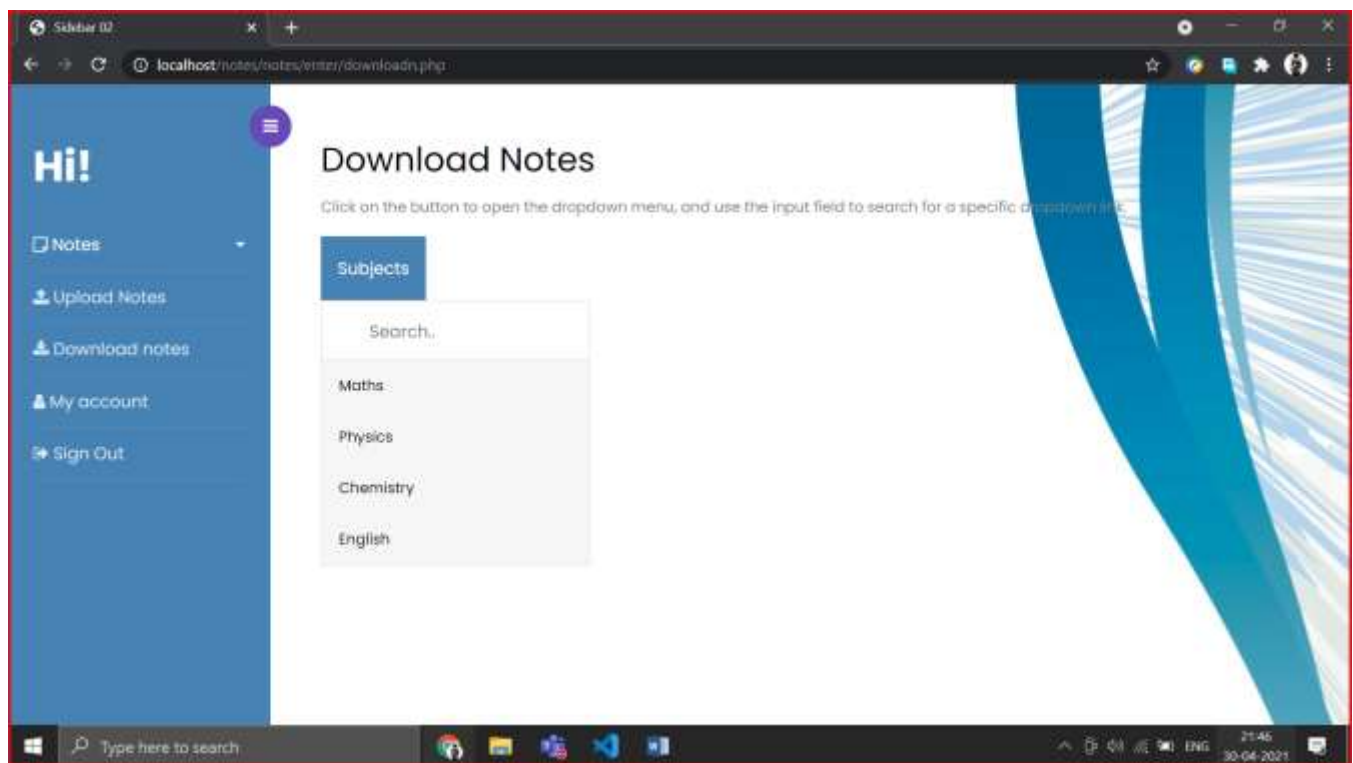 Sidebar 02
localhost/notes/notes/enter/downloadn.php
Hi!
Notes
Upload Notes
Download notes
My account
Sign Out
Download Notes
Click on the button to open the dropdown menu, and use the input field to search for a specific dropdown link.
Subjects
Search..
Maths
Physics
Chemistry
English
Type here to search
ENG
21:46
30-04-2021